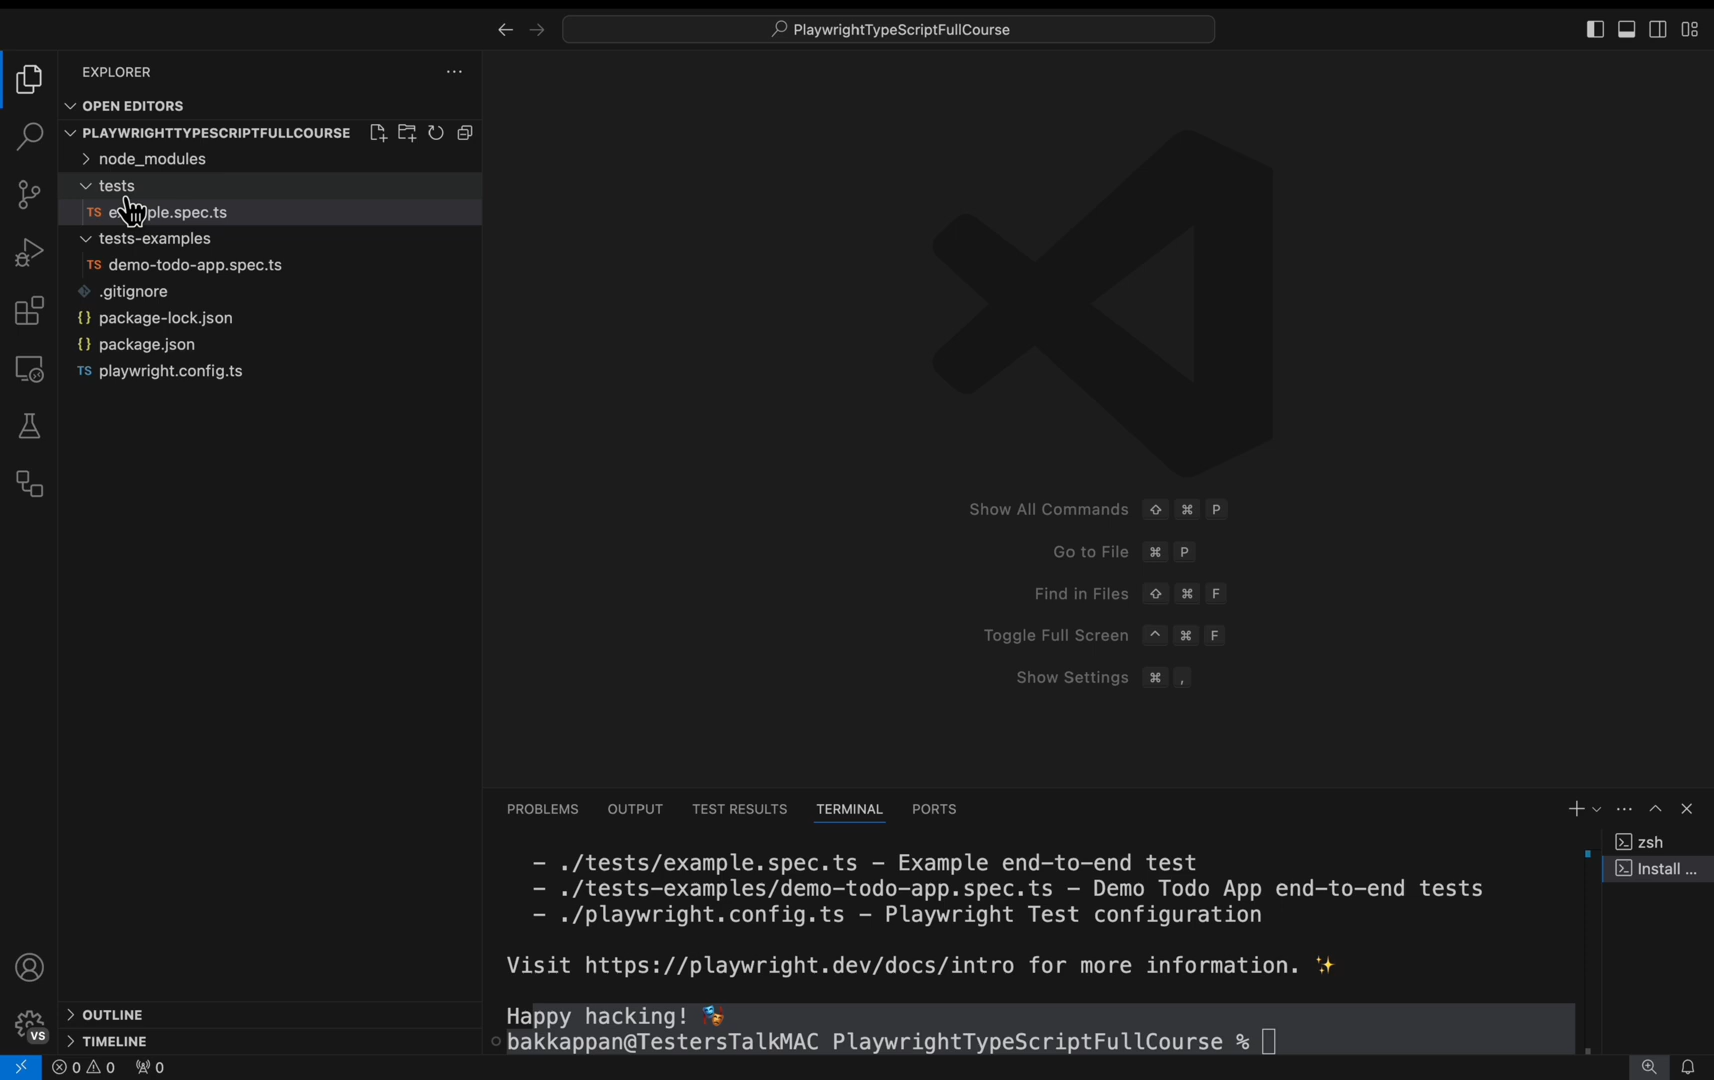 PlaywrightTypeScriptFullCourse
EXPLORER
OPEN EDITORS
PLAYWRIGHTTYPESCRIPTFULLCOURSE
node_modules
tests
TS ple.spec.ts
tests-examples
TS demo-todo-app.spec.ts
.gitignore
{} package-lock.json
{} package.json
TS playwright.config.ts
Show All Commands ⇧ ⌘ P
Go to File ⌘ P
Find in Files ⇧ ⌘ F
Toggle Full Screen ^ ⌘ F
Show Settings ⌘ ,
PROBLEMS OUTPUT TEST RESULTS TERMINAL PORTS
zsh
Install ...
- ./tests/example.spec.ts - Example end-to-end test
- ./tests-examples/demo-todo-app.spec.ts - Demo Todo App end-to-end tests
- ./playwright.config.ts - Playwright Test configuration
Visit https://playwright.dev/docs/intro for more information. ✨
Happy hacking! 🎭
bakkappan@TestersTalkMAC PlaywrightTypeScriptFullCourse %
OUTLINE
TIMELINE
VS
0 0 0